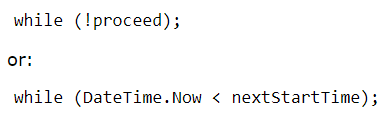 while (!proceed);
or:
while (DateTime.Now < nextStartTime);